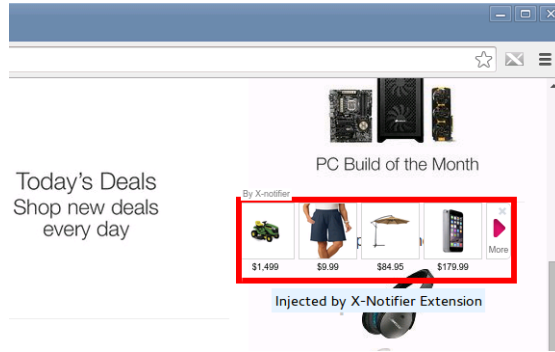 Today's Deals
Shop new deals
every day
PC Build of the Month
By X-notifier
$1,499
$9.99
$84.95
$179.99
More
Injected by X-Notifier Extension